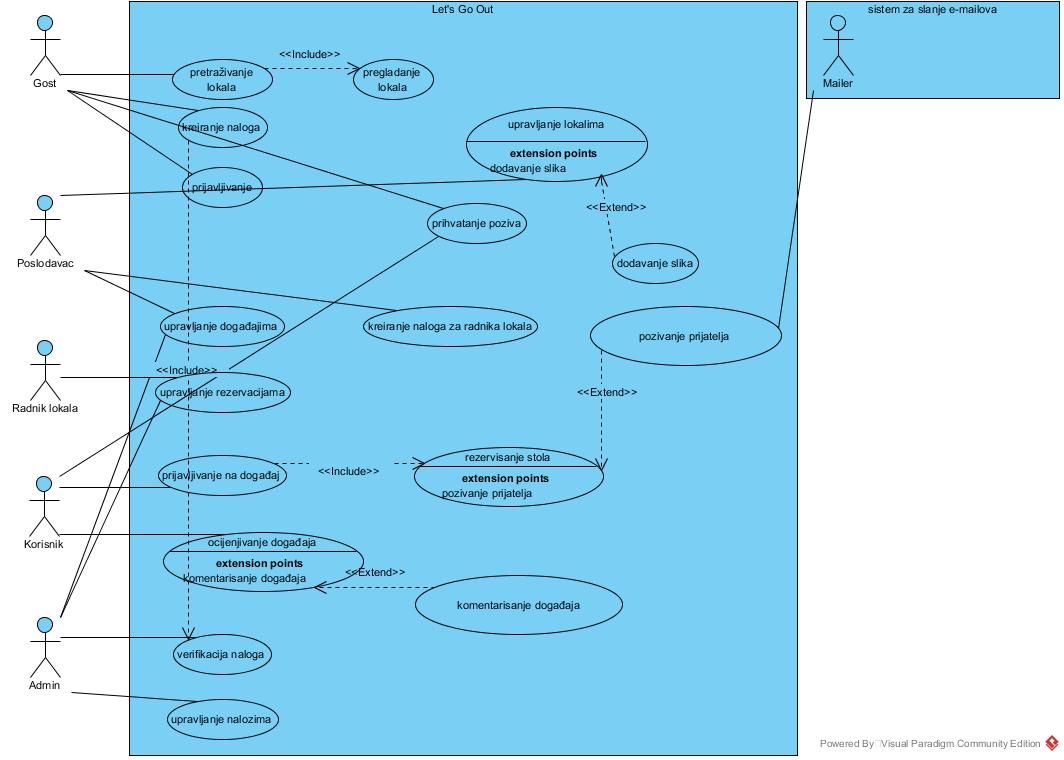 Let's Go Out
sistem za slanje e-mailova
<<Include>>
pretraživanje
lokala
pregladanje
lokala
Gost
Mailer
kreiranje naloga
upravljanje lokalima
extension points
dodavanje slika
prijavljivanje
<<Extend>>
prihvatanje poziva
Poslodavac
dodavanje slika
upravljanje događajima
kreiranje naloga za radnika lokala
pozivanje prijatelja
<<Include>>
upravljanje rezervacijama
<<Extend>>
Radnik lokala
rezervisanje stola
extension points
pozivanje prijatelja
prijavljivanje na događaj
<<Include>>
Korisnik
ocijenjivanje događaja
extension points
komentarisanje događaja
<<Extend>>
komentarisanje događaja
verifikacija naloga
Admin
upravljanje nalozima
Powered By Visual Paradigm Community Edition